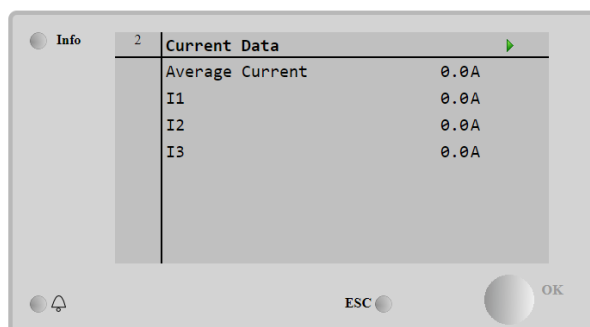 Info
2 Current Data
Average Current 0.0A
I1 0.0A
I2 0.0A
I3 0.0A
ESC
OK